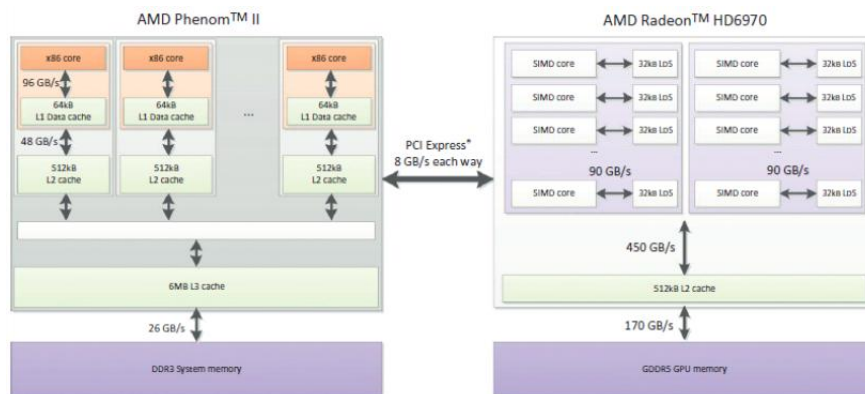 AMD Phenom™ II
AMD Radeon™ HD6970
x86 core
x86 core
x86 core
96 GB/s
64kB
L1 Data cache
64kB
L1 Data cache
...
64kB
L1 Data cache
48 GB/s
512kB
L2 cache
512kB
L2 cache
512kB
L2 cache
6MB L3 cache
26 GB/s
DDR3 System memory
PCI Express*
8 GB/s each way
SIMD core
32kB LDS
SIMD core
32kB LDS
SIMD core
32kB LDS
...
90 GB/s
SIMD core
32kB LDS
SIMD core
32kB LDS
SIMD core
32kB LDS
SIMD core
32kB LDS
...
90 GB/s
SIMD core
32kB LDS
450 GB/s
512kB L2 cache
170 GB/s
GDDR5 GPU memory